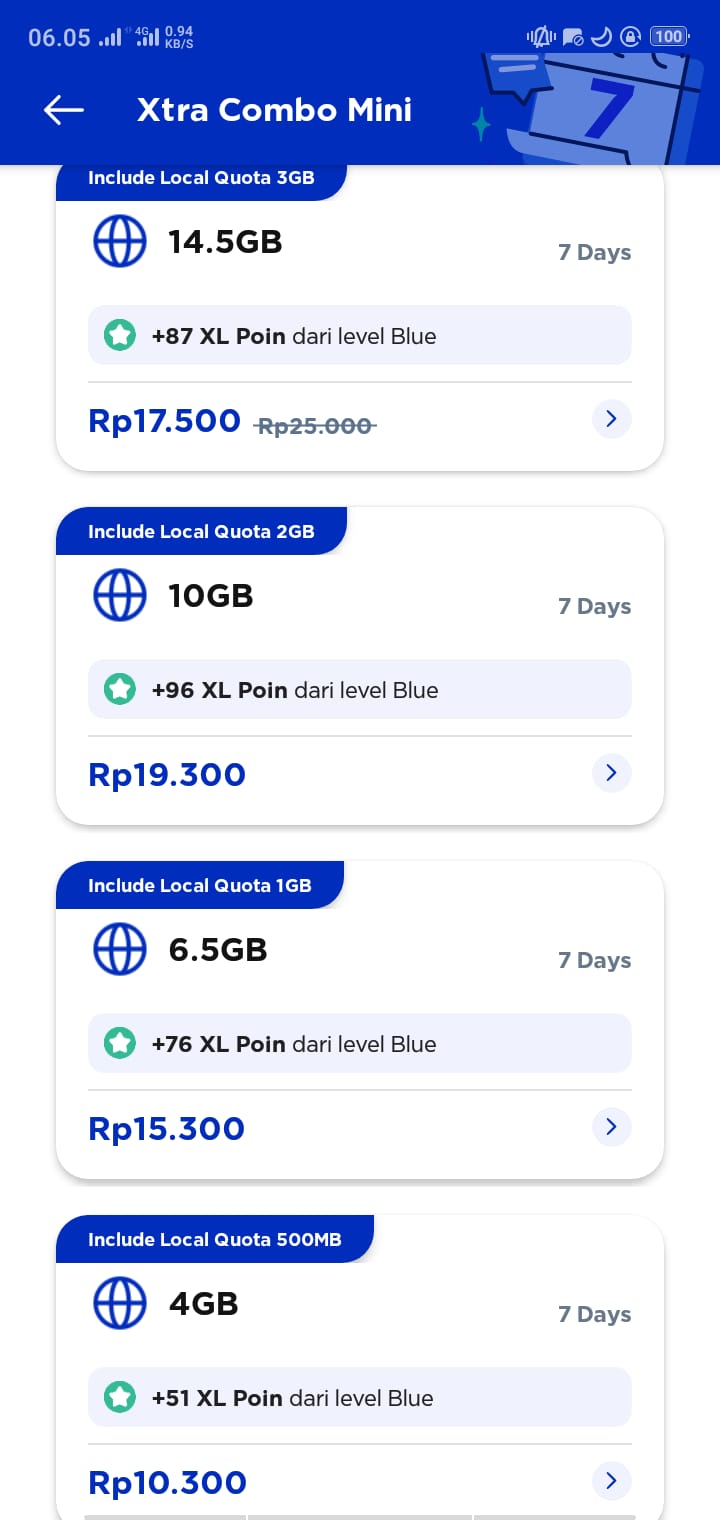 06.05 4G 0.94 KB/S 100
Xtra Combo Mini
7
Include Local Quota 3GB
14.5GB
7 Days
+87 XL Poin dari level Blue
Rp17.500 Rp25.000
Include Local Quota 2GB
10GB
7 Days
+96 XL Poin dari level Blue
Rp19.300
Include Local Quota 1GB
6.5GB
7 Days
+76 XL Poin dari level Blue
Rp15.300
Include Local Quota 500MB
4GB
7 Days
+51 XL Poin dari level Blue
Rp10.300